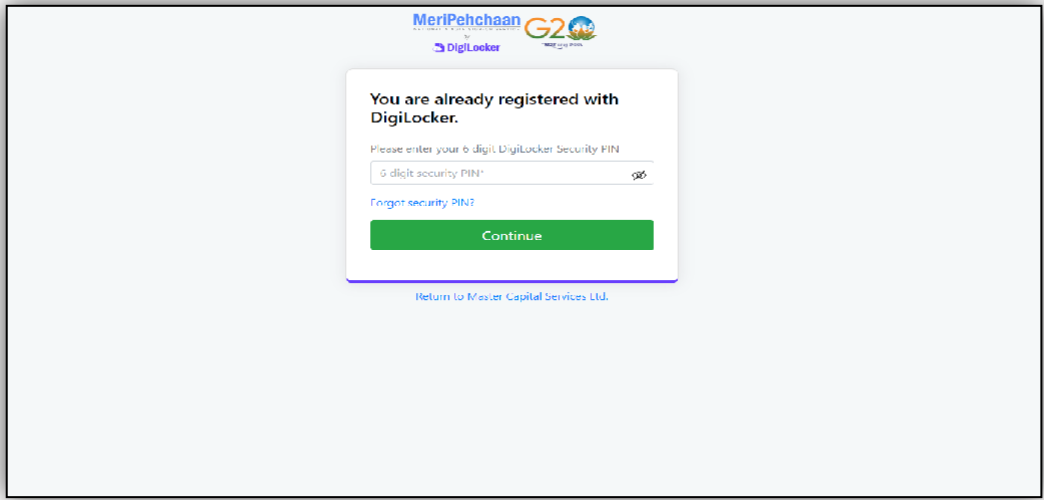 MeriPehchaan
G20
DigiLocker
You are already registered with
DigiLocker.
Please enter your 6 digit DigiLocker Security PIN
6 digit security PIN*
Forgot security PIN?
Continue
Return to Master Capital Services Ltd.